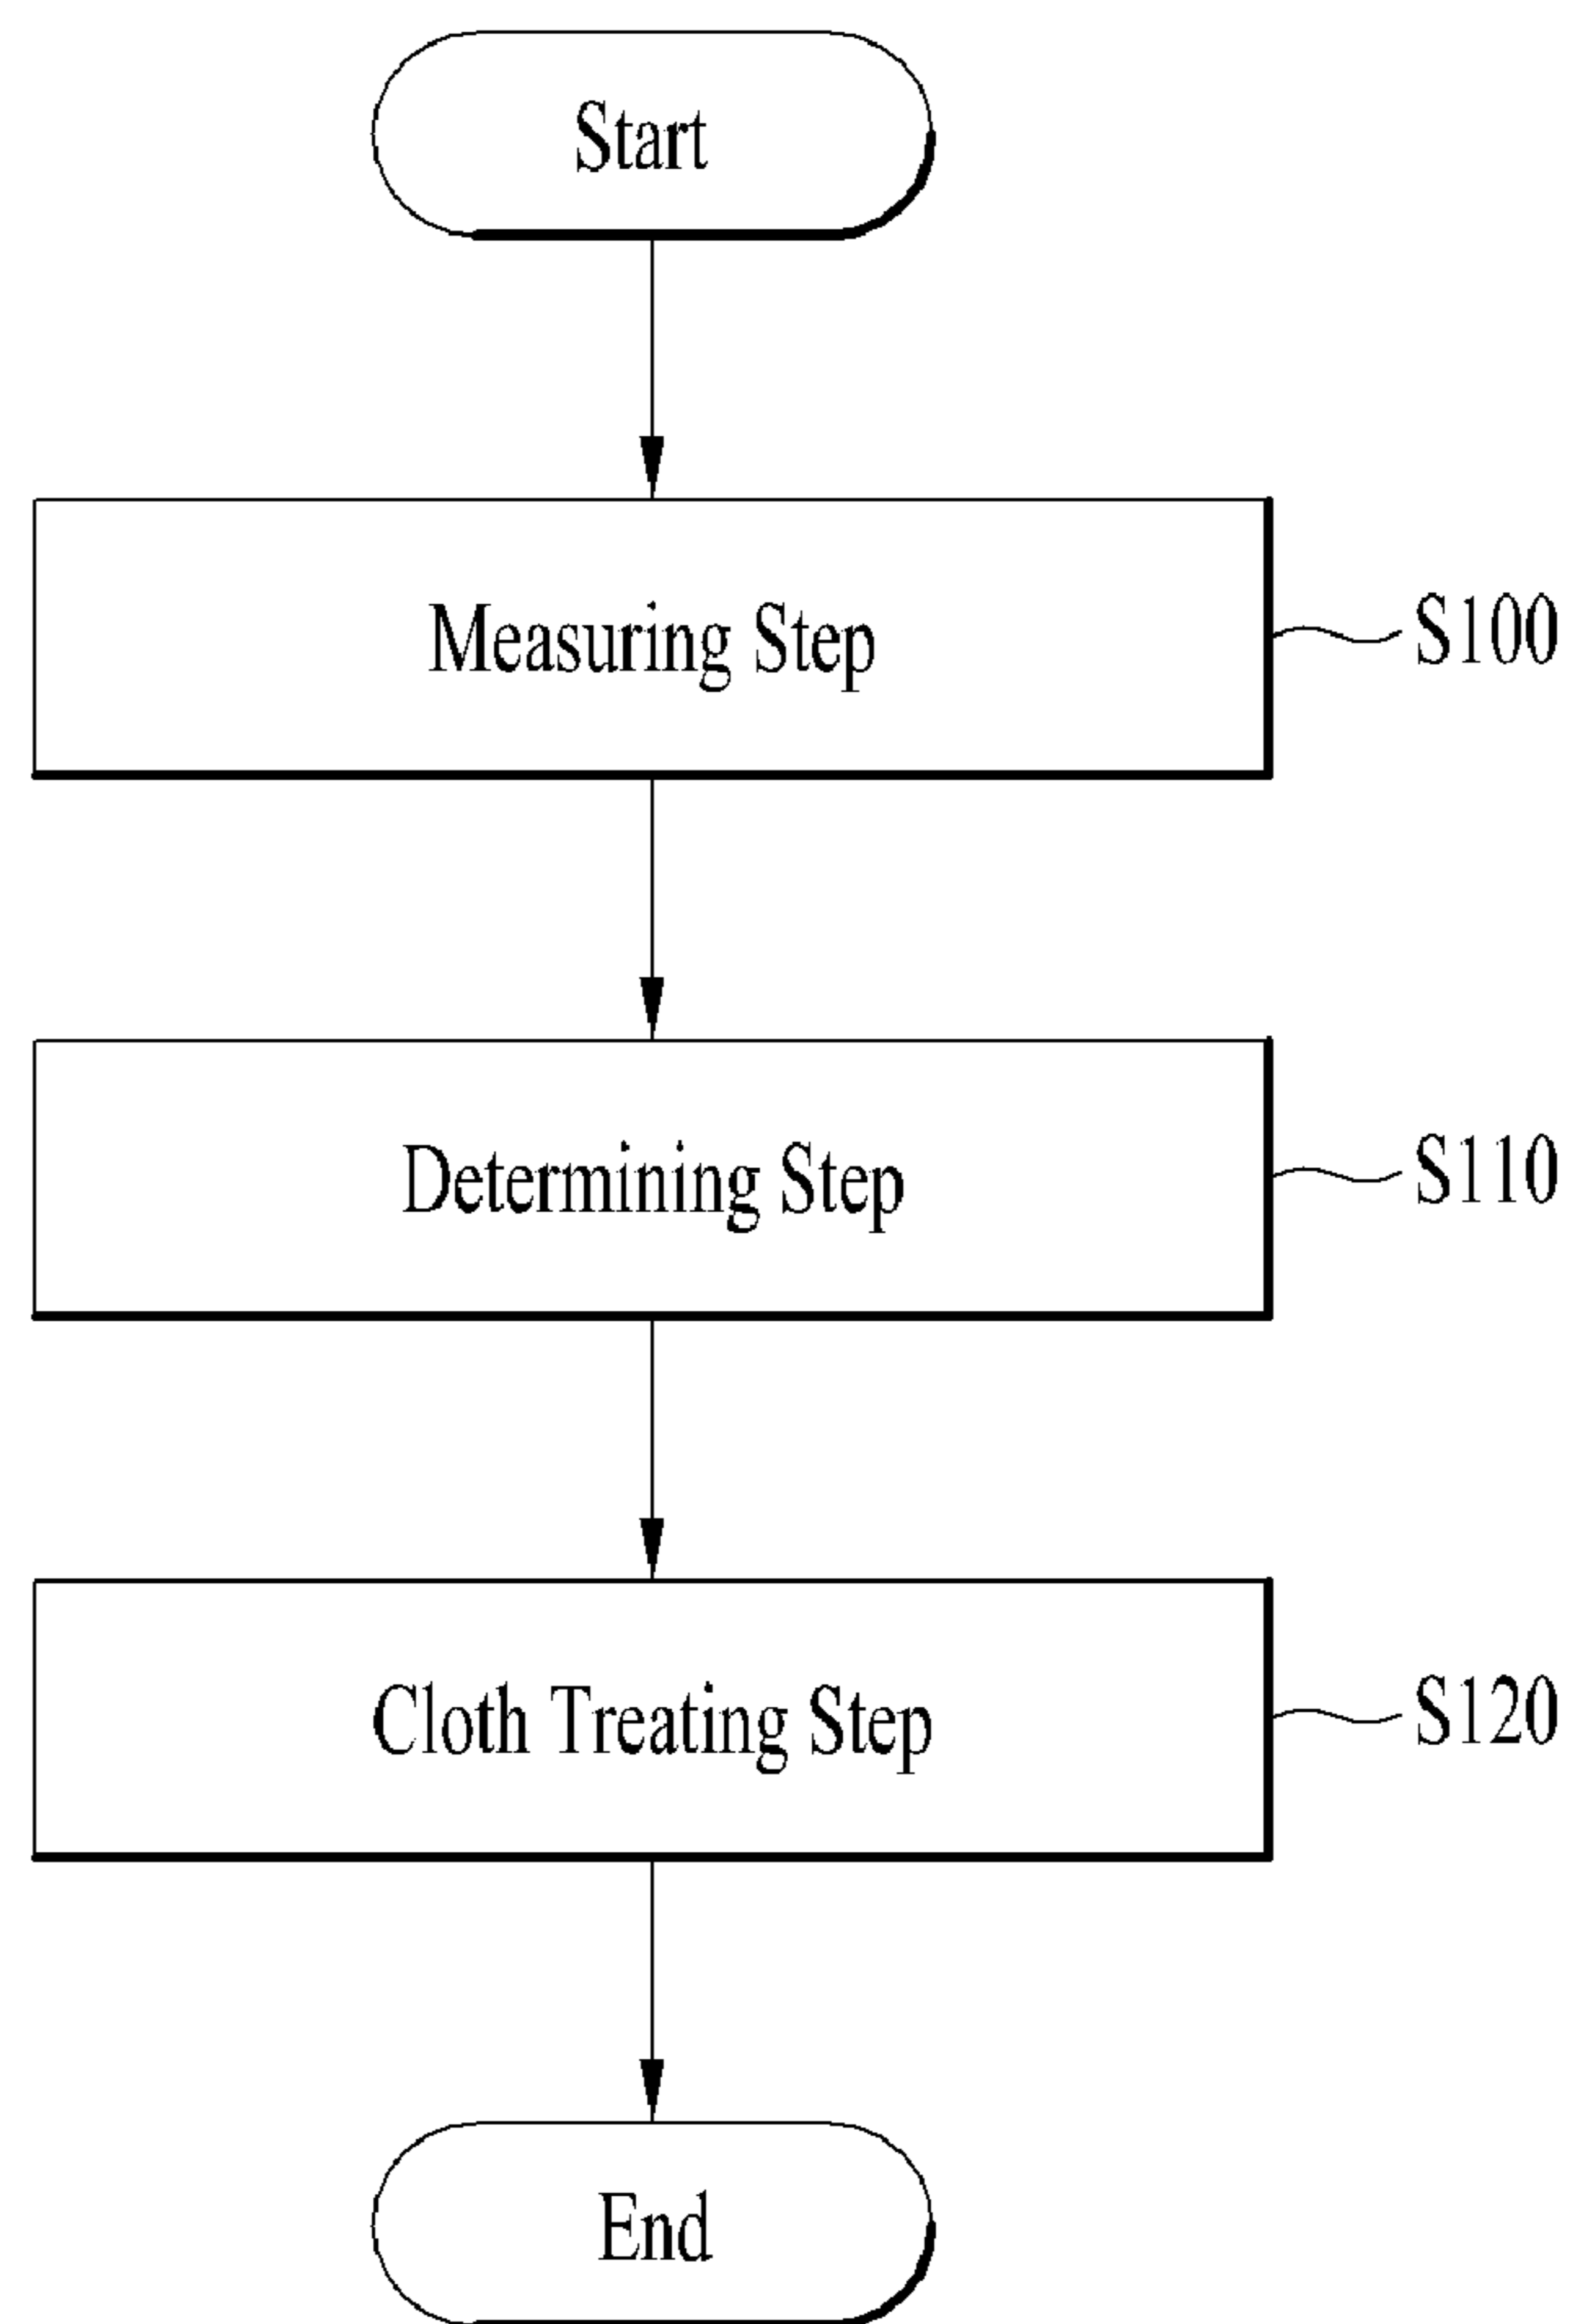 Start
Measuring Step
S100
Determining Step
S110
Cloth Treating Step
S120
End